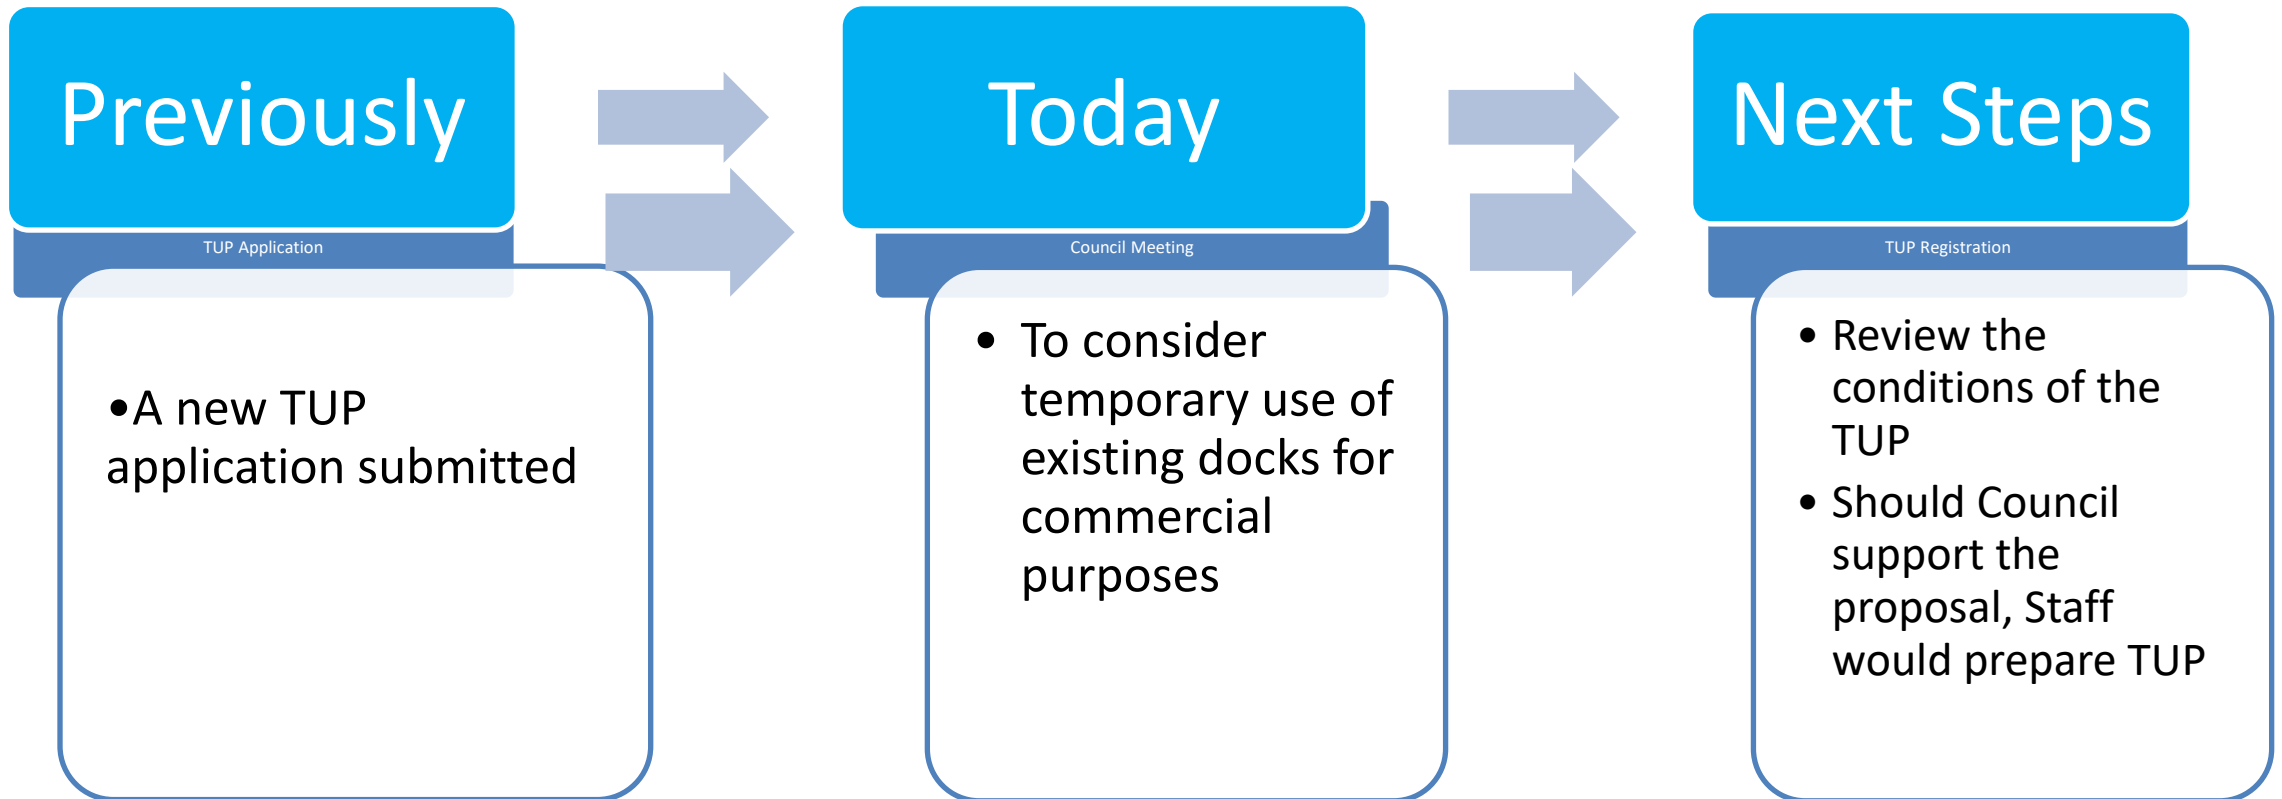 Previously
TUP Application
•A new TUP
application submitted
Today
Council Meeting
• To consider
temporary use of
existing docks for
commercial
purposes
Next Steps
TUP Registration
• Review the
conditions of the
TUP
• Should Council
support the
proposal, Staff
would prepare TUP